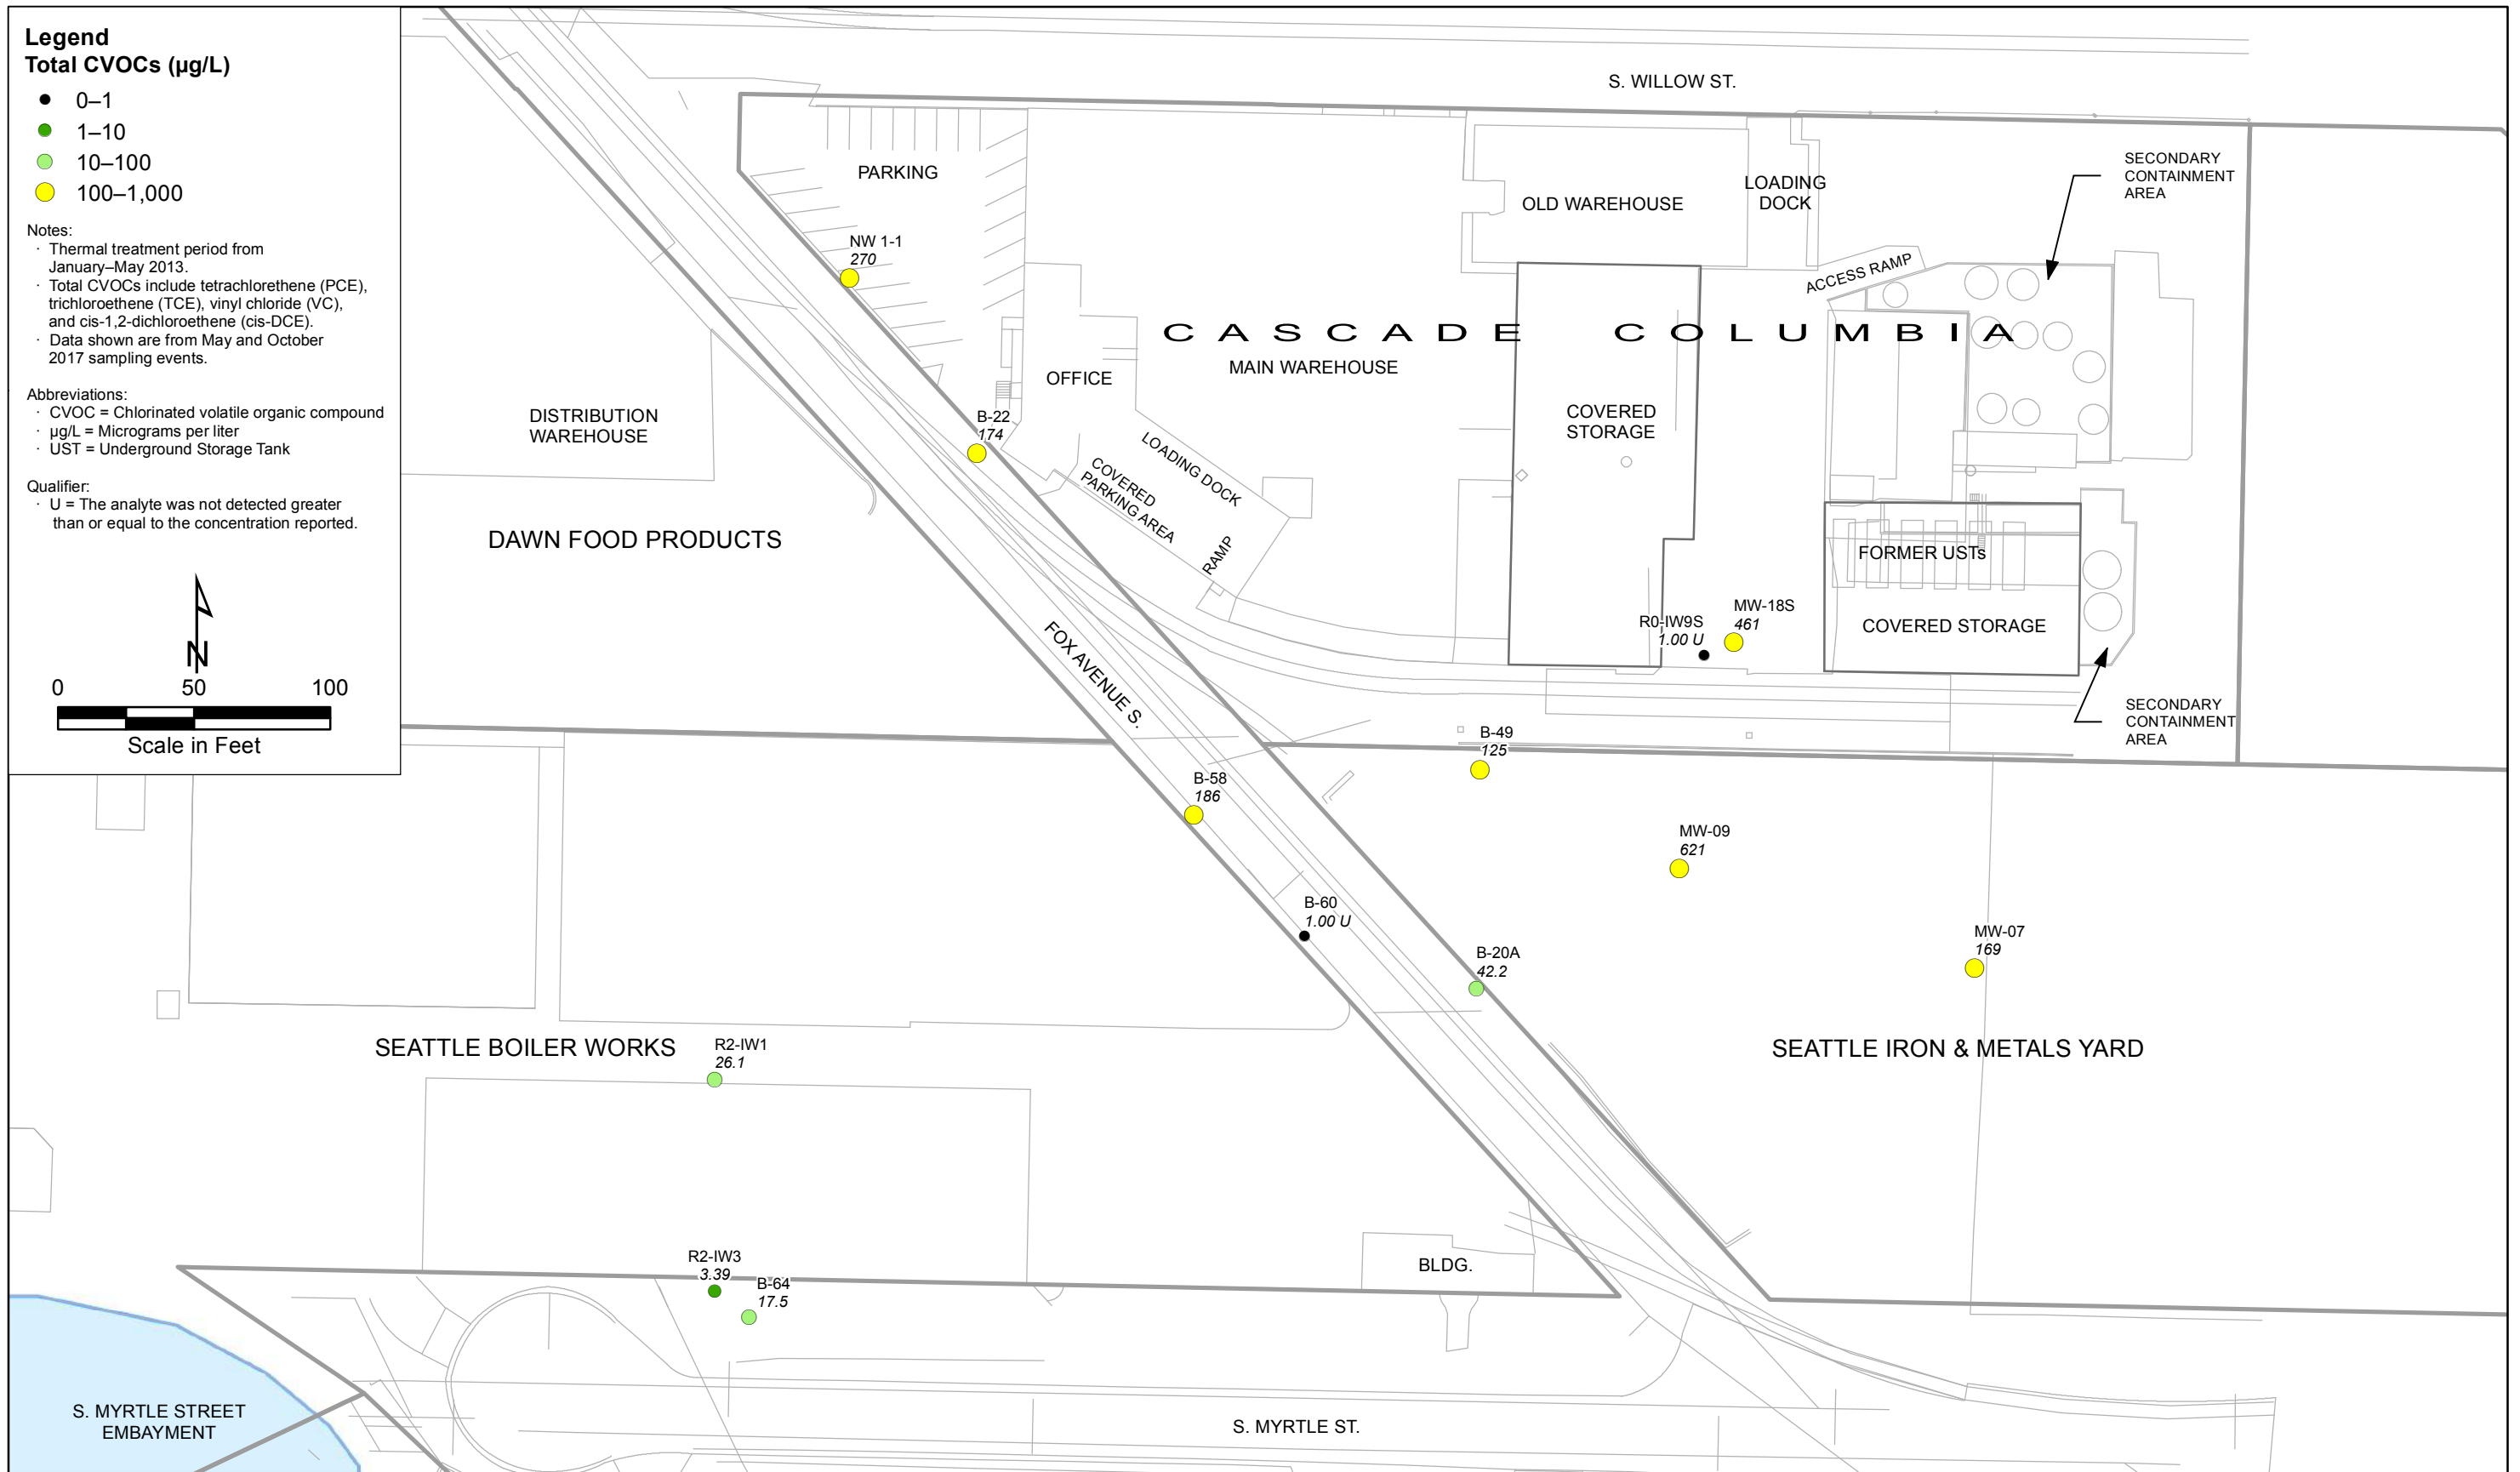 Legend
Total CVOCs (µg/L)
0–1
1–10
10–100
100–1,000
Notes:
· Thermal treatment period from
January–May 2013.
· Total CVOCs include tetrachlorethene (PCE),
trichloroethene (TCE), vinyl chloride (VC),
and cis-1,2-dichloroethene (cis-DCE).
· Data shown are from May and October
2017 sampling events.
Abbreviations:
· CVOC = Chlorinated volatile organic compound
· µg/L = Micrograms per liter
· UST = Underground Storage Tank
Qualifier:
· U = The analyte was not detected greater
than or equal to the concentration reported.
N
0 50 100
Scale in Feet
S. WILLOW ST.
PARKING
OLD WAREHOUSE
LOADING
DOCK
SECONDARY
CONTAINMENT
AREA
NW 1-1
270
ACCESS RAMP
CASCADE COLUMBIA
MAIN WAREHOUSE
OFFICE
DISTRIBUTION
WAREHOUSE
B-22
174
COVERED
STORAGE
LOADING DOCK
COVERED
PARKING AREA
RAMP
DAWN FOOD PRODUCTS
FORMER USTs
COVERED STORAGE
MW-18S
461
R0-IW9S
1.00 U
FOX AVENUE S.
SECONDARY
CONTAINMENT
AREA
B-49
125
B-58
186
MW-09
621
B-60
1.00 U
MW-07
169
B-20A
42.2
SEATTLE BOILER WORKS
R2-IW1
26.1
SEATTLE IRON & METALS YARD
R2-IW3
3.39
B-64
17.5
BLDG.
S. MYRTLE STREET
EMBAYMENT
S. MYRTLE ST.